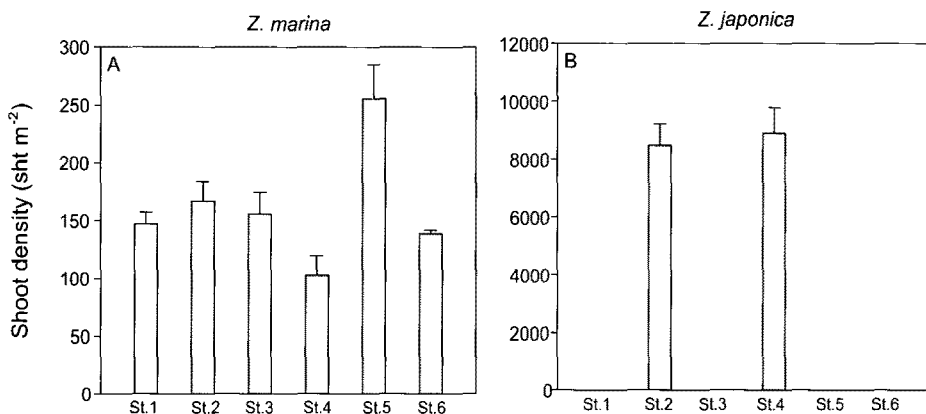 Z. marina
Z. japonica
Shoot density (sht m-2)
A
300
250
200
150
100
50
0
St.1 St.2 St.3 St.4 St.5 St.6
B
12000
10000
8000
6000
4000
2000
0
St.1 St.2 St.3 St.4 St.5 St.6